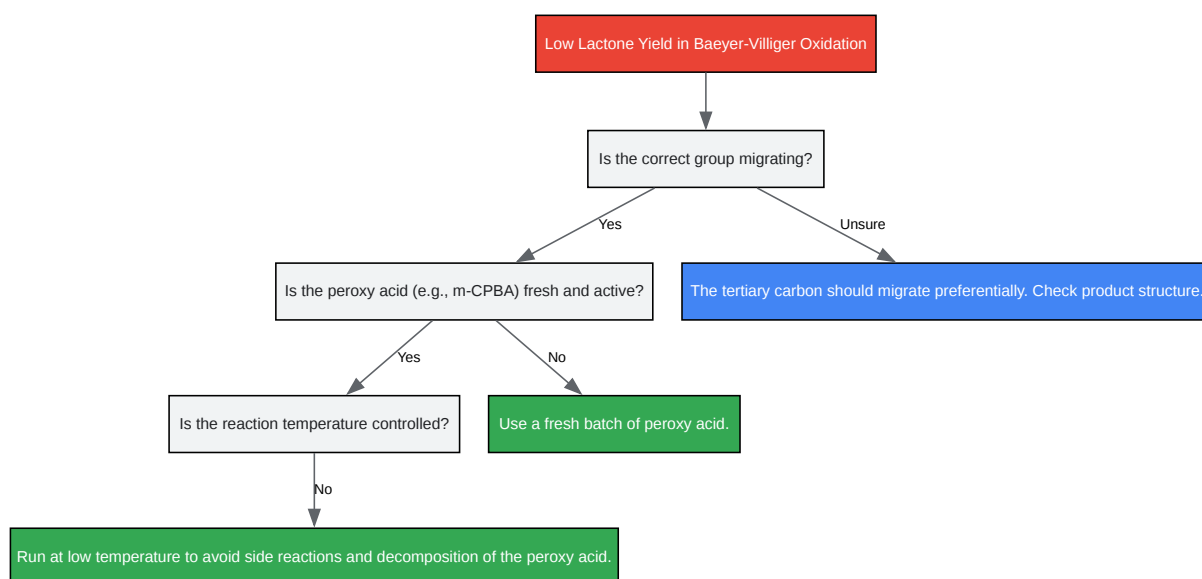 Low Lactone Yield in Baeyer-Villiger Oxidation
Is the correct group migrating?
Yes
Unsure
Is the peroxy acid (e.g., m-CPBA) fresh and active?
The tertiary carbon should migrate preferentially. Check product structure.
Yes
No
Is the reaction temperature controlled?
Use a fresh batch of peroxy acid.
No
Run at low temperature to avoid side reactions and decomposition of the peroxy acid.